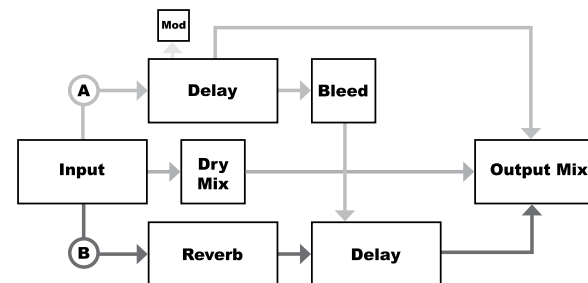 Mod
A
Delay
Bleed
Input
Dry
Mix
Output Mix
B
Reverb
Delay